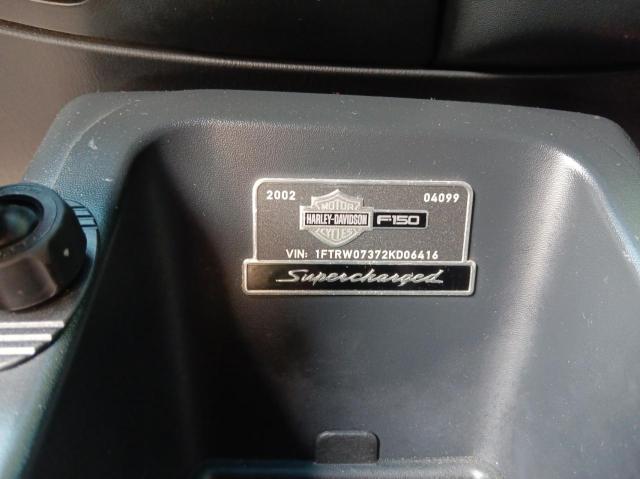 2002 04099
MOTOR
HARLEY-DAVIDSON F150
CYCLES
VIN: 1FTRW07372KD06416
Supercharged